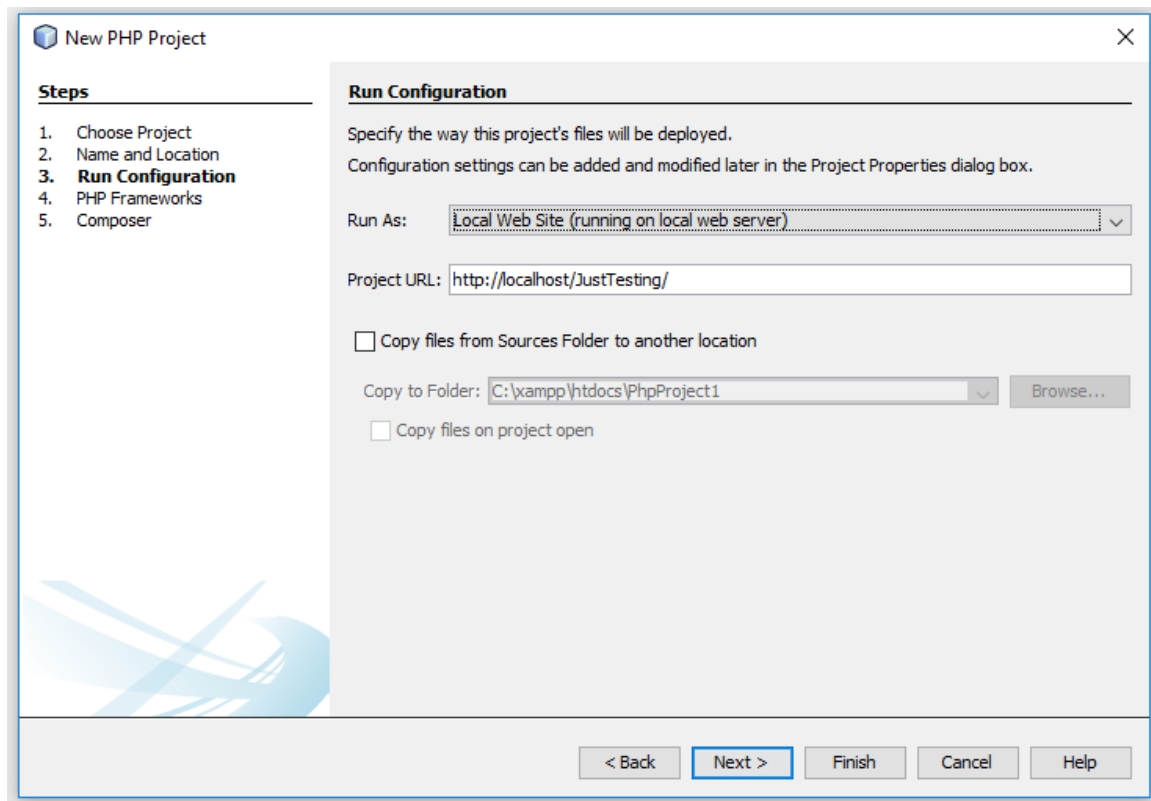 New PHP Project
Steps
1. Choose Project
2. Name and Location
3. Run Configuration
4. PHP Frameworks
5. Composer
Run Configuration
Specify the way this project's files will be deployed.
Configuration settings can be added and modified later in the Project Properties dialog box.
Run As: Local Web Site (running on local web server)
Project URL: http://localhost/JustTesting/
Copy files from Sources Folder to another location
Copy to Folder: C:\xampp\htdocs\PhpProject1 Browse...
Copy files on project open
< Back Next > Finish Cancel Help